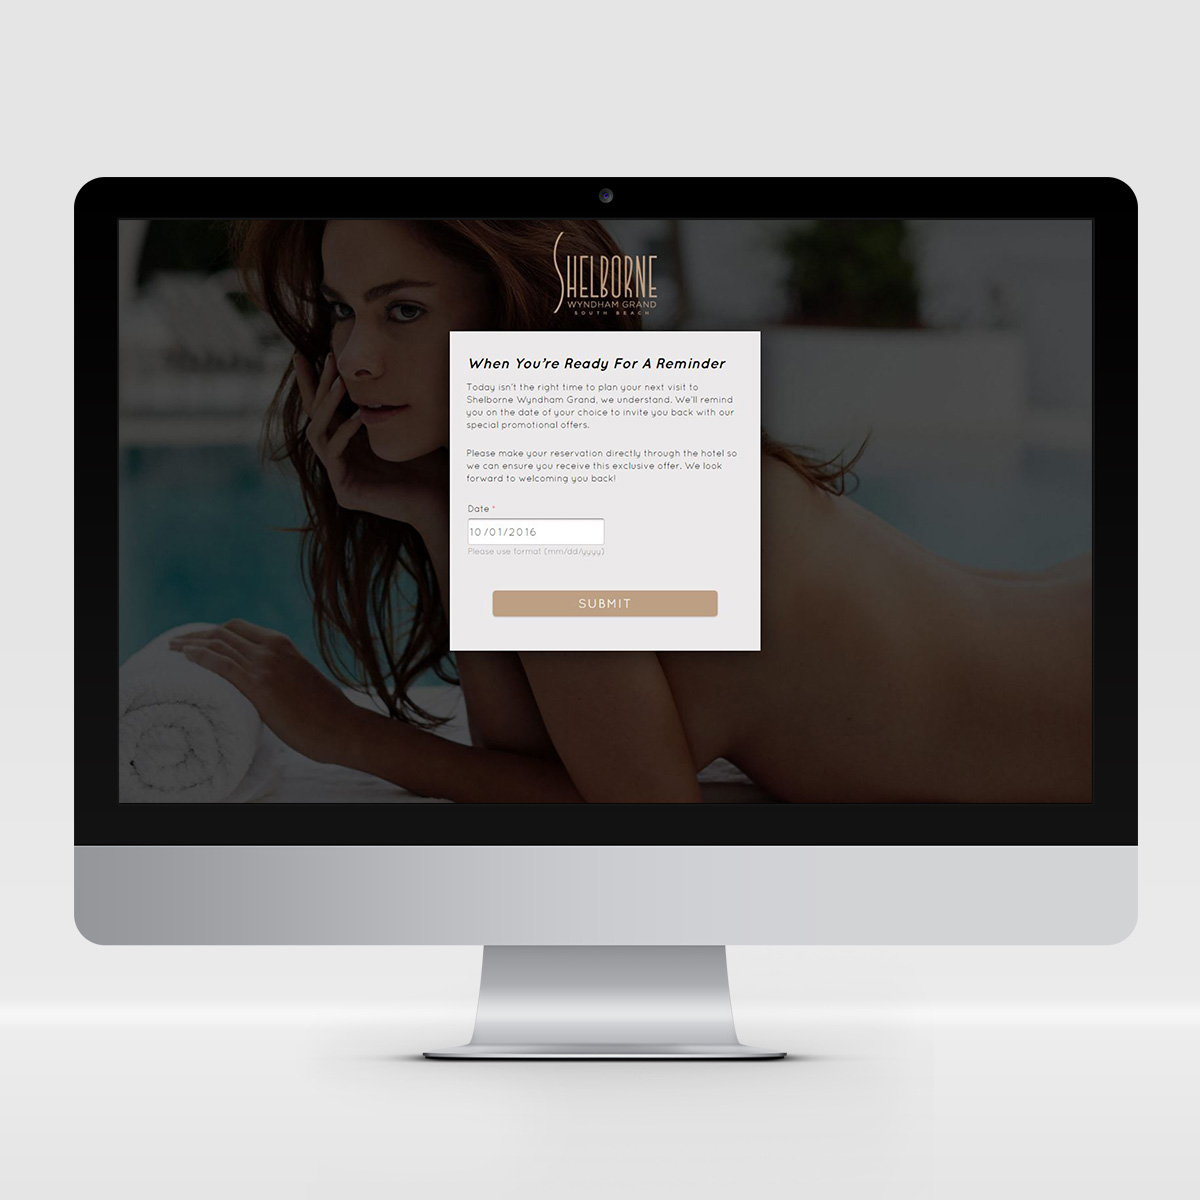 SHELBORNE
WYNDHAM GRAND
SOUTH BEACH
When You're Ready For A Reminder
Today isn't the right time to plan your next visit to
Shelborne Wyndham Grand, we understand. We'll remind
you on the date of your choice to invite you back with our
special promotional offers.
Please make your reservation directly through the hotel so
we can ensure you receive this exclusive offer. We look
forward to welcoming you back!
Date *
10/01/2016
Please use format (mm/dd/yyyy)
SUBMIT